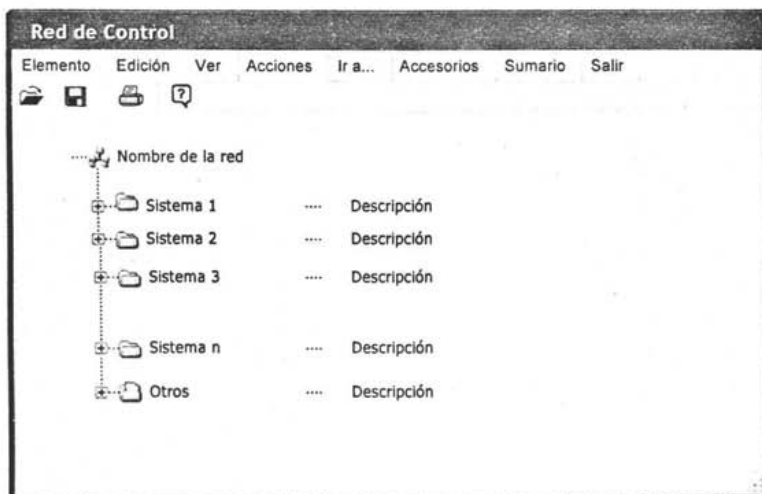 Red de Control
Elemento Edición Ver Acciones Ir a... Accesorios Sumario Salir
?
Nombre de la red
Sistema 1 .... Descripción
Sistema 2 .... Descripción
Sistema 3 .... Descripción
Sistema n .... Descripción
Otros .... Descripción